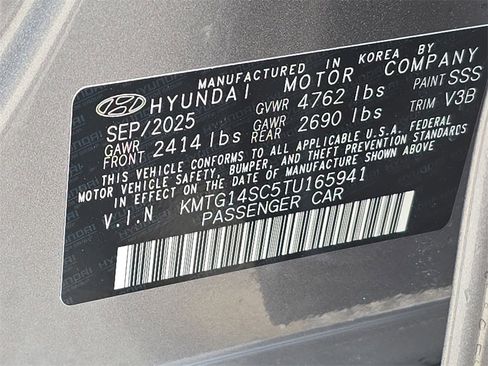 MANUFACTURED IN KOREA BY
HYUNDAI MOTOR COMPANY
SEP/2025 GVWR 4762 lbs PAINT SSS
GAWR FRONT 2414 lbs GAWR REAR 2690 lbs TRIM V3B
THIS VEHICLE CONFORMS TO ALL APPLICABLE U.S.A. FEDERAL
MOTOR VEHICLE SAFETY, BUMPER, AND THEFT PREVENTION STANDARDS
IN EFFECT ON THE DATE OF MANUFACTURE SHOWN ABOVE.
V.I.N KMTG14SC5TU165941
PASSENGER CAR